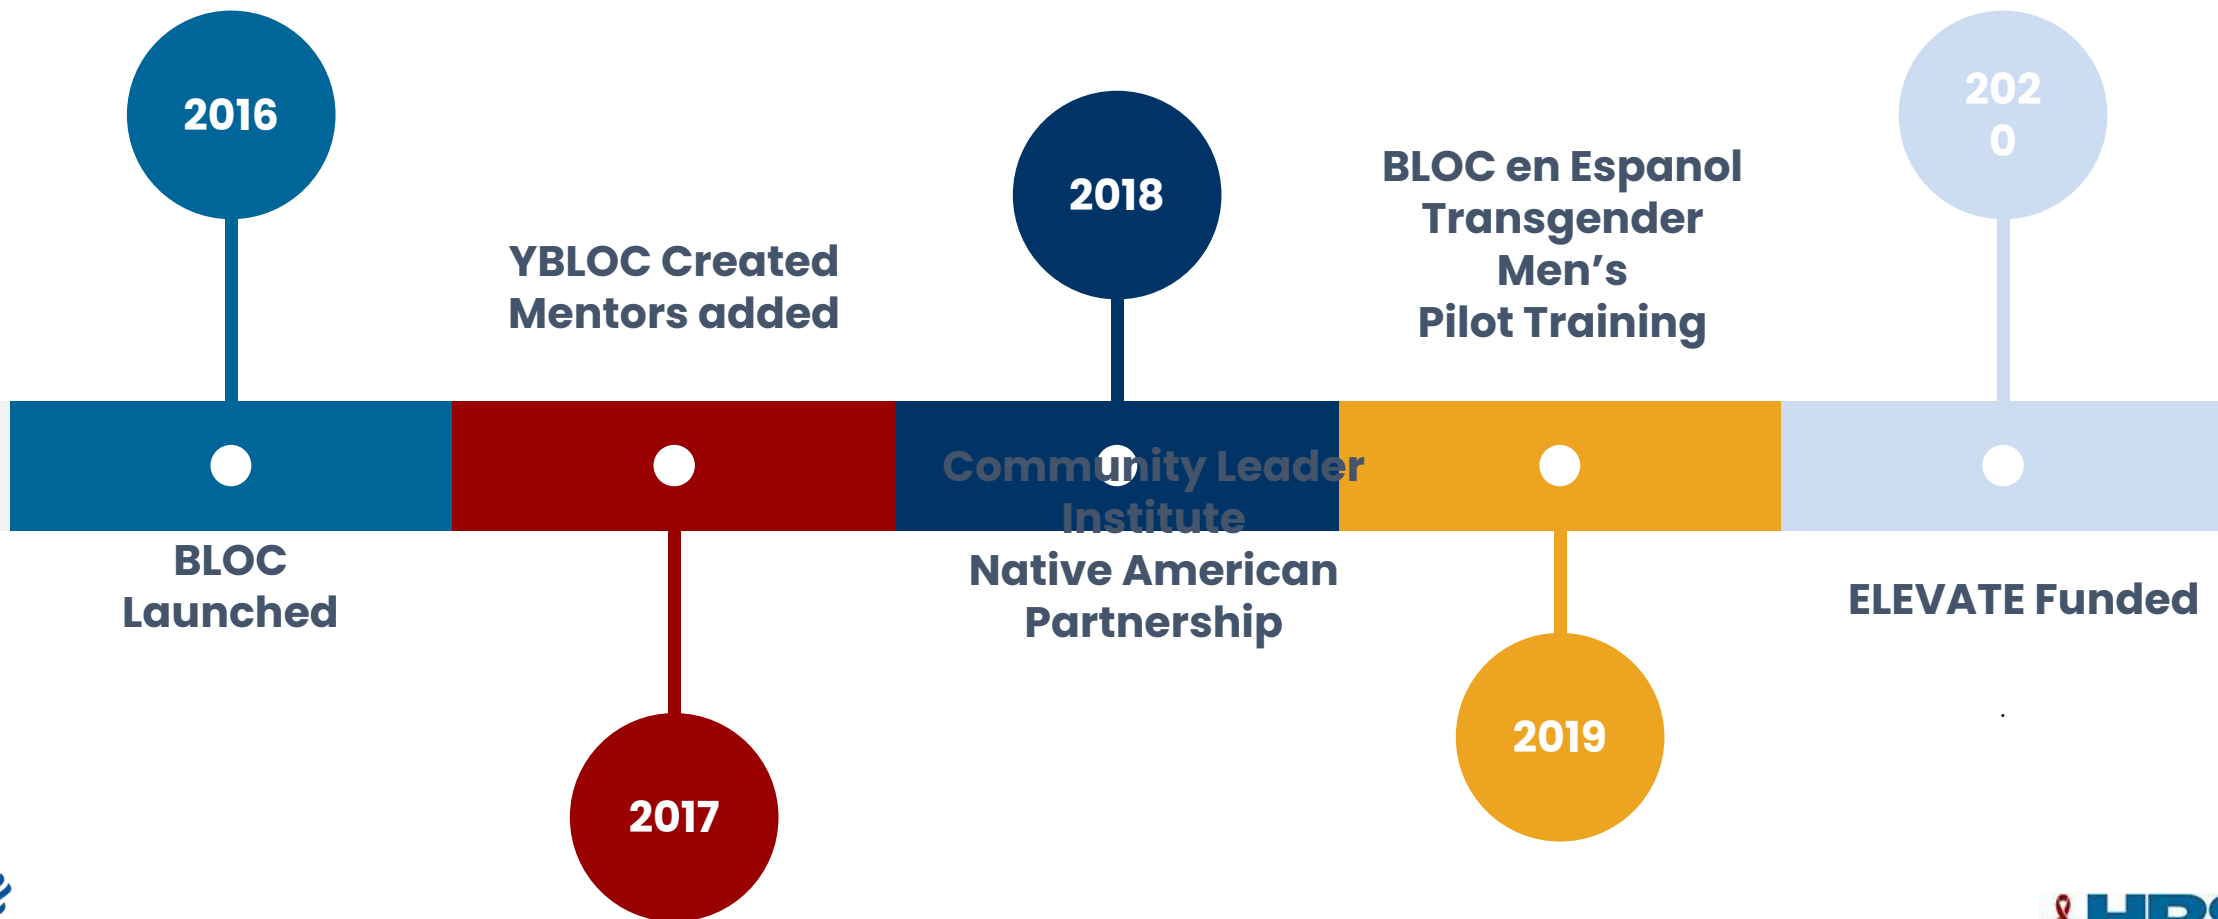 2016
BLOC
Launched
YBLOC Created
Mentors added
2017
2018
Community Leader
Institute
Native American
Partnership
BLOC en Espanol
Transgender
Men’s
Pilot Training
2019
202
0
ELEVATE Funded
.